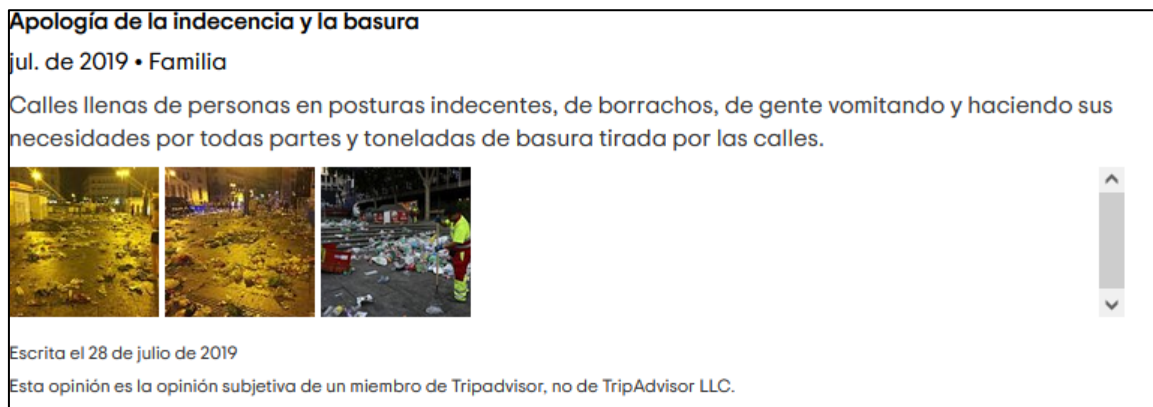 Apología de la indecencia y la basura
jul. de 2019 • Familia
Calles llenas de personas en posturas indecentes, de borrachos, de gente vomitando y haciendo sus
necesidades por todas partes y toneladas de basura tirada por las calles.
Escrita el 28 de julio de 2019
Esta opinión es la opinión subjetiva de un miembro de Tripadvisor, no de TripAdvisor LLC.